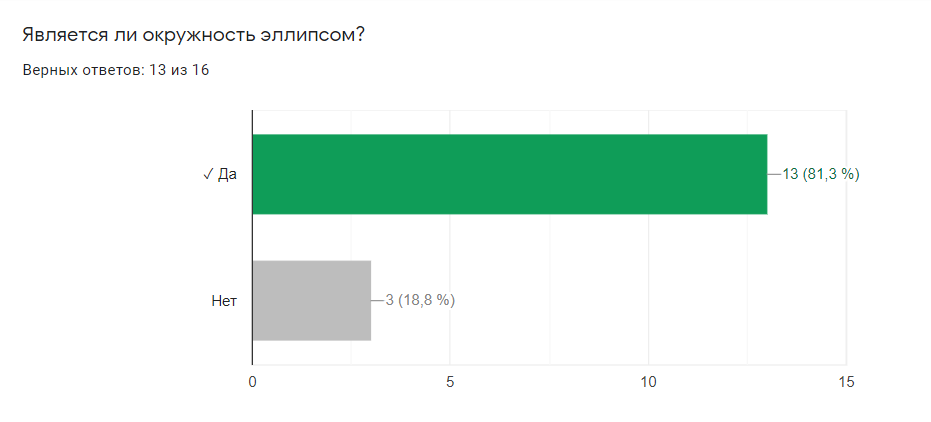 Является ли окружность эллипсом?
Верных ответов: 13 из 16
✓ Да
13 (81,3 %)
Нет
3 (18,8 %)
0 5 10 15